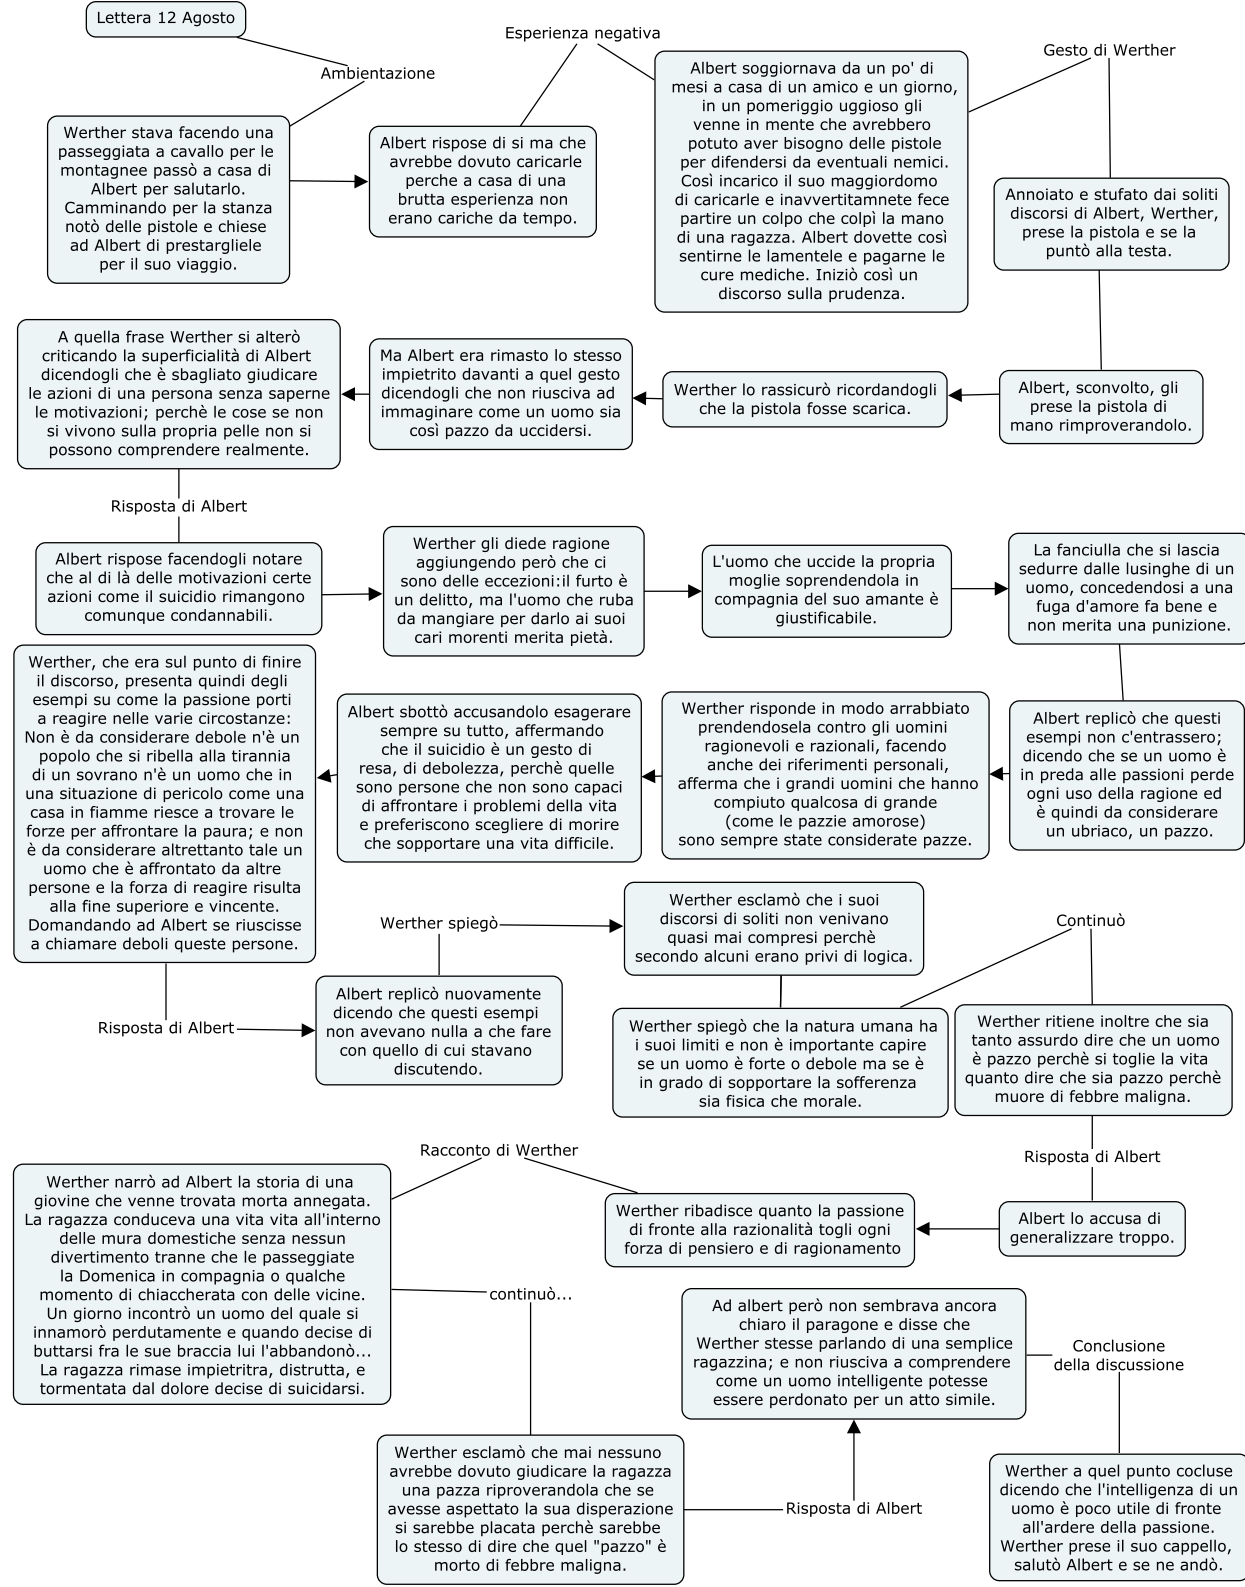 Lettera 12 Agosto
Ambientazione
Werther stava facendo una
passeggiata a cavallo per le
montagnee passò a casa di
Albert per salutarlo.
Camminando per la stanza
notò delle pistole e chiese
ad Albert di prestargliele
per il suo viaggio.
Albert rispose di si ma che
avrebbe dovuto caricarle
perche a casa di una
brutta esperienza non
erano cariche da tempo.
Esperienza negativa
Albert soggiornava da un po' di
mesi a casa di un amico e un giorno,
in un pomeriggio uggioso gli
venne in mente che avrebbero
potuto aver bisogno delle pistole
per difendersi da eventuali nemici.
Così incarico il suo maggiordomo
di caricarle e inavvertitamnete fece
partire un colpo che colpì la mano
di una ragazza. Albert dovette così
sentirne le lamentele e pagarne le
cure mediche. Iniziò così un
discorso sulla prudenza.
Gesto di Werther
Annoiato e stufato dai soliti
discorsi di Albert, Werther,
prese la pistola e se la
puntò alla testa.
Albert, sconvolto, gli
prese la pistola di
mano rimproverandolo.
Werther lo rassicurò ricordandogli
che la pistola fosse scarica.
Ma Albert era rimasto lo stesso
impietrito davanti a quel gesto
dicendogli che non riusciva ad
immaginare come un uomo sia
così pazzo da uccidersi.
A quella frase Werther si alterò
criticando la superficialità di Albert
dicendogli che è sbagliato giudicare
le azioni di una persona senza saperne
le motivazioni; perchè le cose se non
si vivono sulla propria pelle non si
possono comprendere realmente.
Risposta di Albert
Albert rispose facendogli notare
che al di là delle motivazioni certe
azioni come il suicidio rimangono
comunque condannabili.
Werther gli diede ragione
aggiungendo però che ci
sono delle eccezioni:il furto è
un delitto, ma l'uomo che ruba
da mangiare per darlo ai suoi
cari morenti merita pietà.
L'uomo che uccide la propria
moglie soprendendola in
compagnia del suo amante è
giustificabile.
La fanciulla che si lascia
sedurre dalle lusinghe di un
uomo, concedendosi a una
fuga d'amore fa bene e
non merita una punizione.
Albert replicò che questi
esempi non c'entrassero;
dicendo che se un uomo è
in preda alle passioni perde
ogni uso della ragione ed
è quindi da considerare
un ubriaco, un pazzo.
Werther risponde in modo arrabbiato
prendendosela contro gli uomini
ragionevoli e razionali, facendo
anche dei riferimenti personali,
afferma che i grandi uomini che hanno
compiuto qualcosa di grande
(come le pazzie amorose)
sono sempre state considerate pazze.
Albert sbottò accusandolo esagerare
sempre su tutto, affermando
che il suicidio è un gesto di
resa, di debolezza, perchè quelle
sono persone che non sono capaci
di affrontare i problemi della vita
e preferiscono scegliere di morire
che sopportare una vita difficile.
Werther, che era sul punto di finire
il discorso, presenta quindi degli
esempi su come la passione porti
a reagire nelle varie circostanze:
Non è da considerare debole n'è un
popolo che si ribella alla tirannia
di un sovrano n'è un uomo che in
una situazione di pericolo come una
casa in fiamme riesce a trovare le
forze per affrontare la paura; e non
è da considerare altrettanto tale un
uomo che è affrontato da altre
persone e la forza di reagire risulta
alla fine superiore e vincente.
Domandando ad Albert se riuscisse
a chiamare deboli queste persone.
Risposta di Albert
Albert replicò nuovamente
dicendo che questi esempi
non avevano nulla a che fare
con quello di cui stavano
discutendo.
Werther spiegò
Werther esclamò che i suoi
discorsi di soliti non venivano
quasi mai compresi perchè
secondo alcuni erano privi di logica.
Werther spiegò che la natura umana ha
i suoi limiti e non è importante capire
se un uomo è forte o debole ma se è
in grado di sopportare la sofferenza
sia fisica che morale.
Continuò
Werther ritiene inoltre che sia
tanto assurdo dire che un uomo
è pazzo perchè si toglie la vita
quanto dire che sia pazzo perchè
muore di febbre maligna.
Risposta di Albert
Albert lo accusa di
generalizzare troppo.
Werther ribadisce quanto la passione
di fronte alla razionalità togli ogni
forza di pensiero e di ragionamento
Racconto di Werther
Werther narrò ad Albert la storia di una
giovine che venne trovata morta annegata.
La ragazza conduceva una vita vita all'interno
delle mura domestiche senza nessun
divertimento tranne che le passeggiate
la Domenica in compagnia o qualche
momento di chiaccherata con delle vicine.
Un giorno incontrò un uomo del quale si
innamorò perdutamente e quando decise di
buttarsi fra le sue braccia lui l'abbandonò...
La ragazza rimase impietritra, distrutta, e
tormentata dal dolore decise di suicidarsi.
continuò...
Werther esclamò che mai nessuno
avrebbe dovuto giudicare la ragazza
una pazza riproverandola che se
avesse aspettato la sua disperazione
si sarebbe placata perchè sarebbe
lo stesso di dire che quel "pazzo" è
morto di febbre maligna.
Risposta di Albert
Ad albert però non sembrava ancora
chiaro il paragone e disse che
Werther stesse parlando di una semplice
ragazzina; e non riusciva a comprendere
come un uomo intelligente potesse
essere perdonato per un atto simile.
Conclusione
della discussione
Werther a quel punto cocluse
dicendo che l'intelligenza di un
uomo è poco utile di fronte
all'ardere della passione.
Werther prese il suo cappello,
salutò Albert e se ne andò.